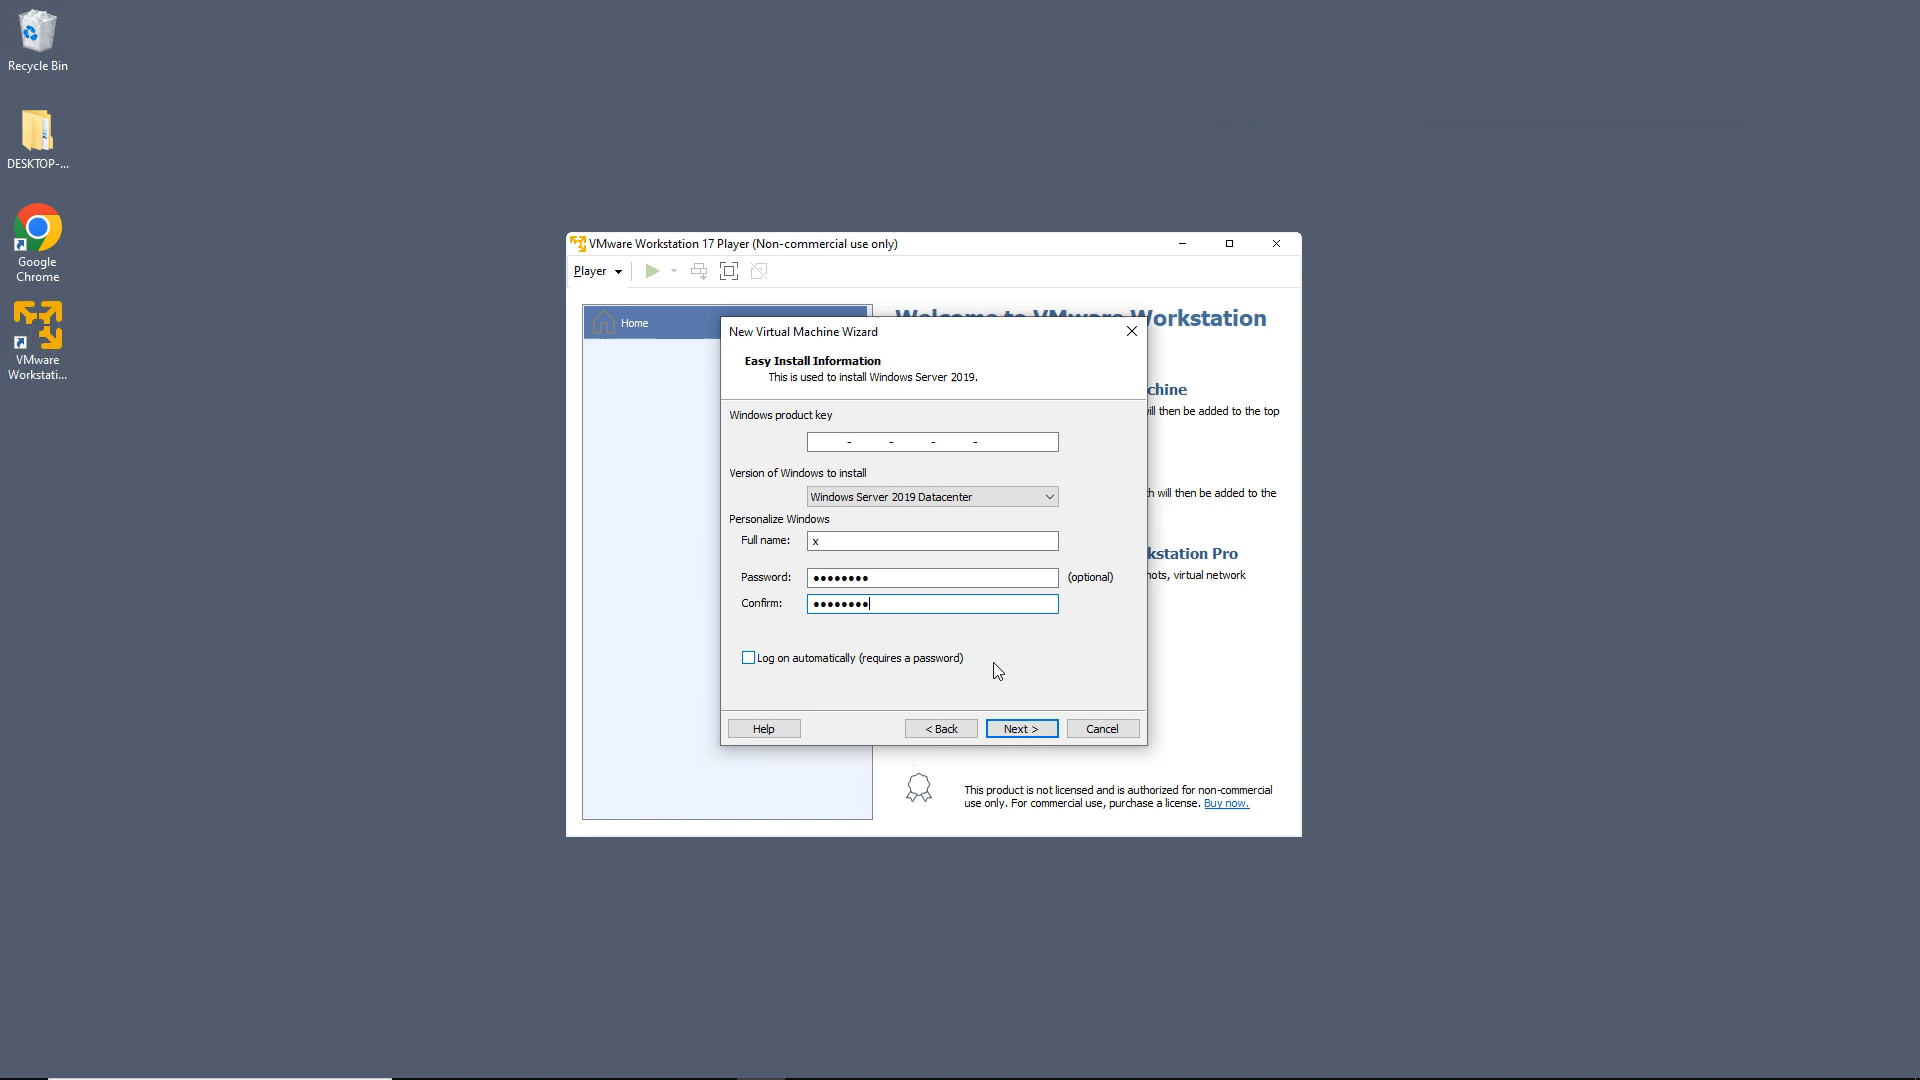 Recycle Bin
DESKTOP-...
Google
Chrome
VMware
Workstati...
VMware Workstation 17 Player (Non-commercial use only)
Player
Home
Welcome to VMware Workstation
New Virtual Machine Wizard
Easy Install Information
This is used to install Windows Server 2019.
chine
ill then be added to the top
Windows product key
- - - -
Version of Windows to install
h will then be added to the
Windows Server 2019 Datacenter
Personalize Windows
Full name: x
kstation Pro
Password: ●●●●●●●● (optional)
ots, virtual network
Confirm: ●●●●●●●●
Log on automatically (requires a password)
Help
< Back
Next >
Cancel
This product is not licensed and is authorized for non-commercial
use only. For commercial use, purchase a license. Buy now.